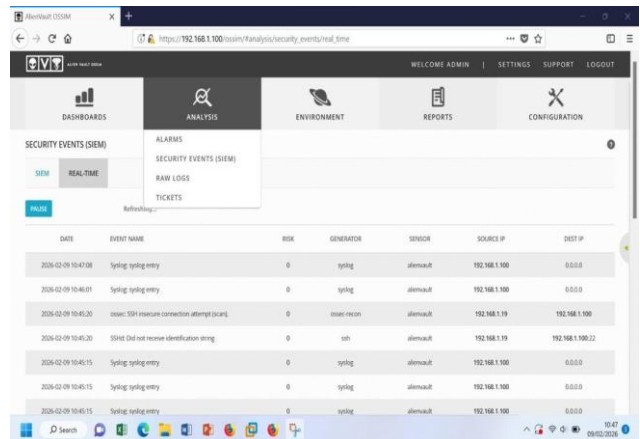 AlienVault OSSIM
https://192.168.1.100/ossim/#analysis/security_events/real_time
WELCOME ADMIN | SETTINGS SUPPORT LOGOUT
DASHBOARDS ANALYSIS ENVIRONMENT REPORTS CONFIGURATION
SECURITY EVENTS (SIEM)
ALARMS
SECURITY EVENTS (SIEM)
RAW LOGS
TICKETS
SIEM REAL-TIME
PAUSE Refreshing...
DATE EVENT NAME RISK GENERATOR SENSOR SOURCE IP DEST IP
2026-02-09 10:47:08 Syslog: syslog entry 0 syslog alienvault 192.168.1.100 0.0.0.0
2026-02-09 10:46:01 Syslog: syslog entry 0 syslog alienvault 192.168.1.100 0.0.0.0
2026-02-09 10:45:20 ossec: SSH insecure connection attempt (scan). 0 ossec-recon alienvault 192.168.1.19 192.168.1.100
2026-02-09 10:45:20 SSHd: Did not receive identification string 0 ssh alienvault 192.168.1.19 192.168.1.100:22
2026-02-09 10:45:15 Syslog: syslog entry 0 syslog alienvault 192.168.1.100 0.0.0.0
2026-02-09 10:45:15 Syslog: syslog entry 0 syslog alienvault 192.168.1.100 0.0.0.0
2026-02-09 10:45:15 Syslog: syslog entry 0 syslog alienvault 192.168.1.100 0.0.0.0
Search
10:47
09/02/2026